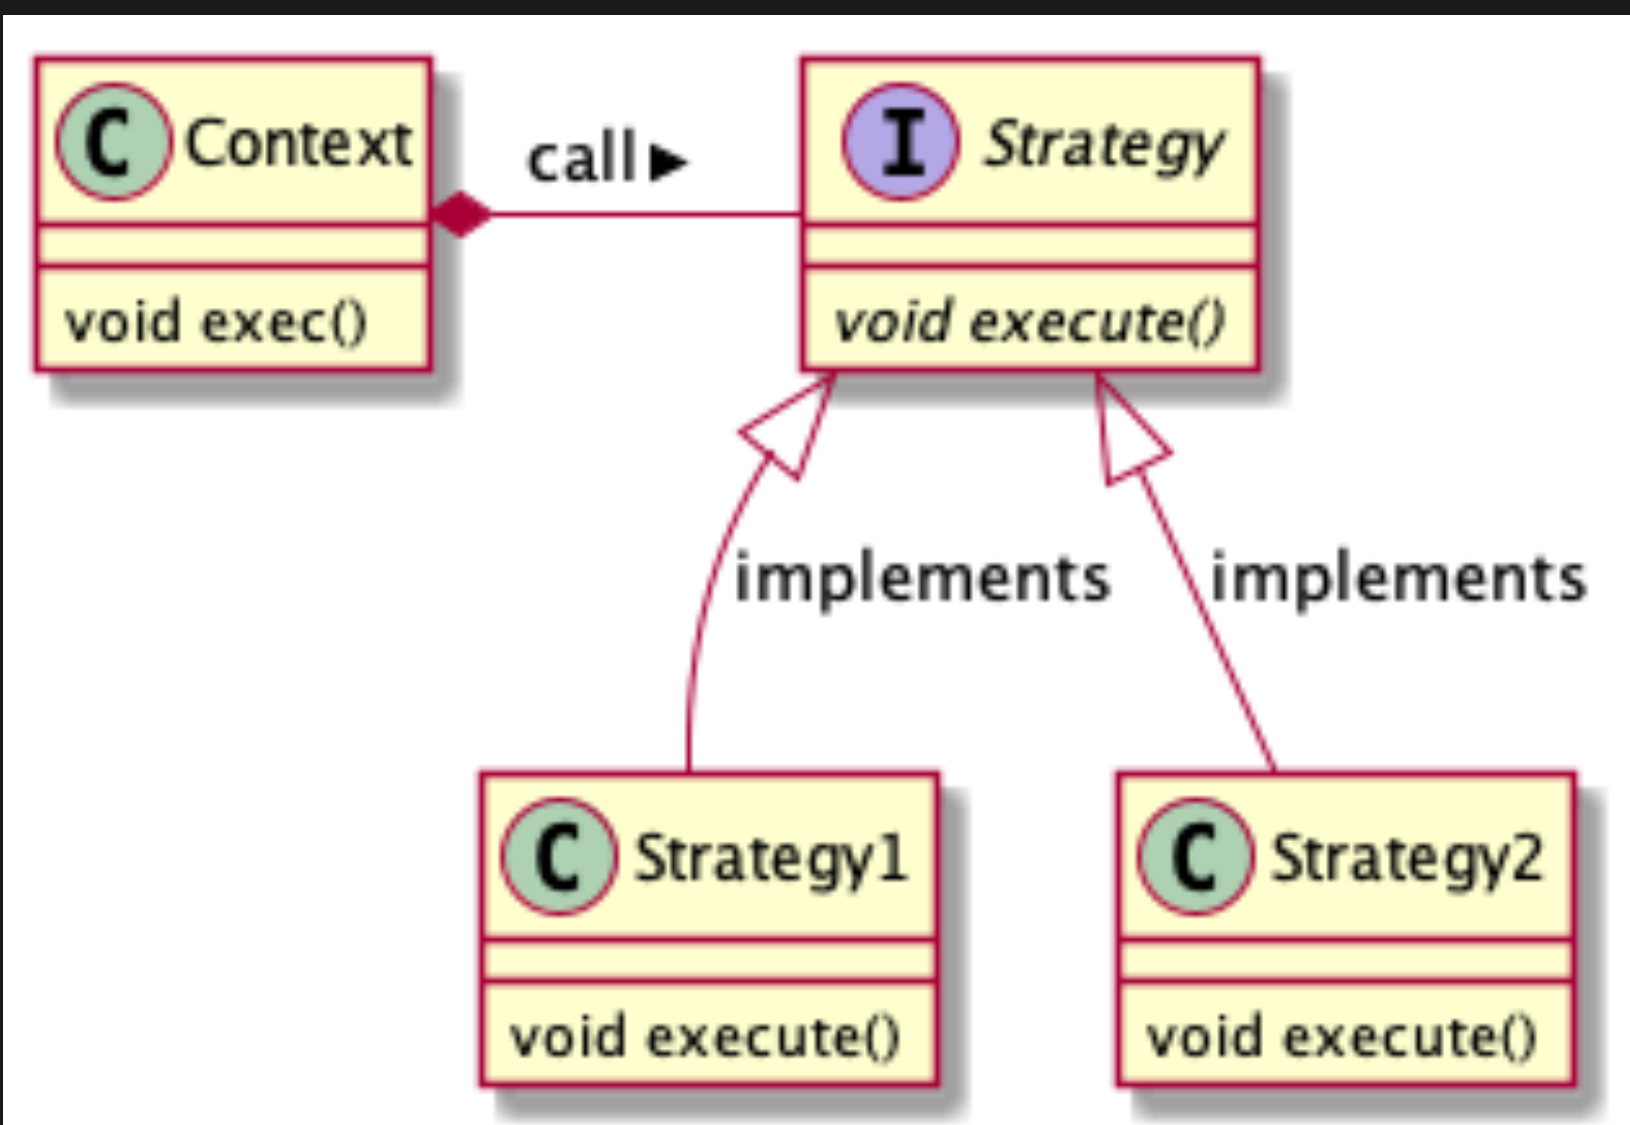 C Context
call ▶
I Strategy
void exec()
void execute()
implements
implements
C Strategy1
C Strategy2
void execute()
void execute()